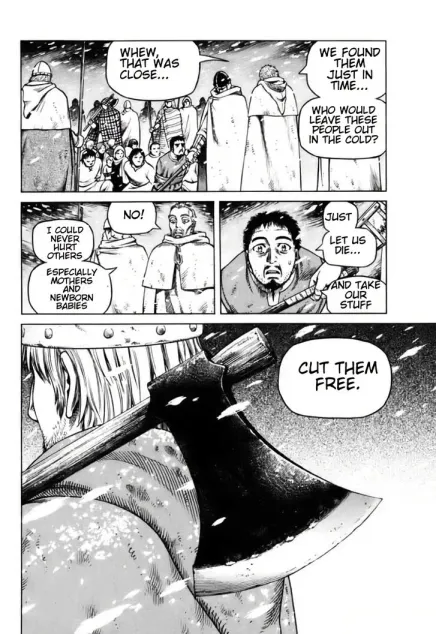 WHEW,
THAT WAS
CLOSE...
WE FOUND
THEM
JUST IN
TIME...
WHO WOULD
LEAVE THESE
PEOPLE OUT
IN THE COLD?
NO!
I COULD
NEVER
HURT
OTHERS
ESPECIALLY
MOTHERS
AND
NEWBORN
BABIES
JUST
LET US
DIE...
AND TAKE
OUR
STUFF
CUT THEM
FREE.